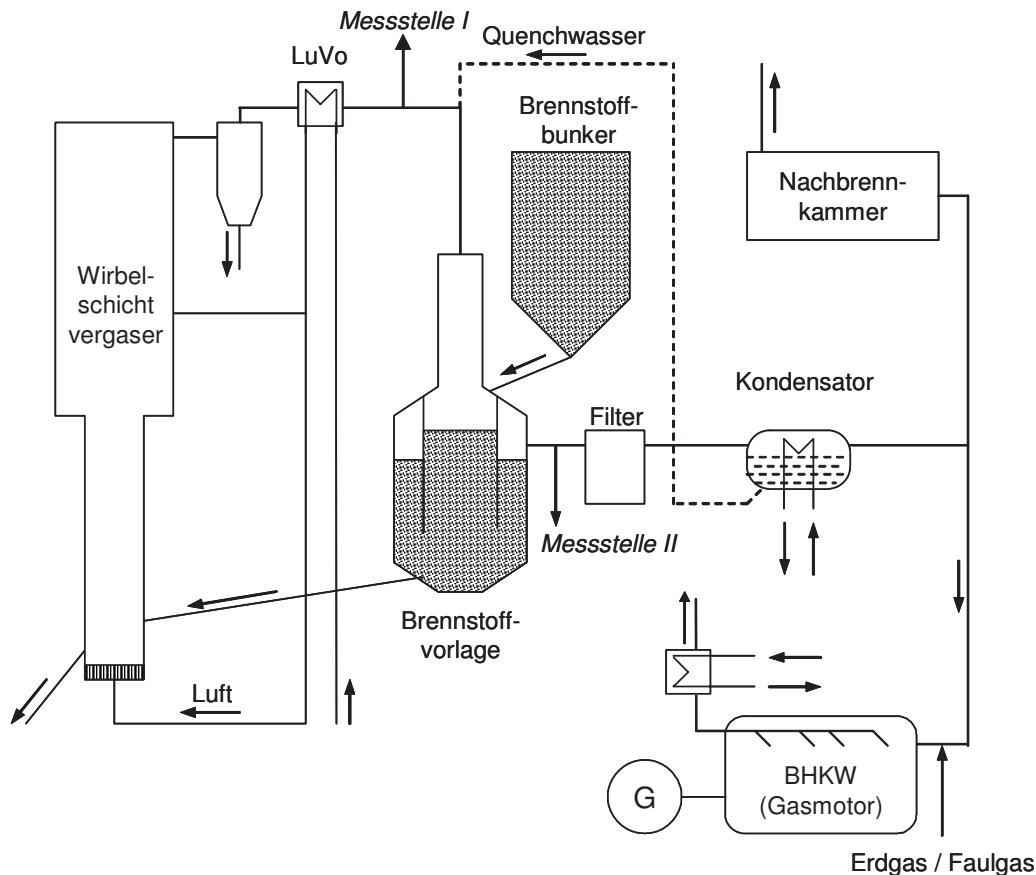 Messstelle I
Quenchwasser
LuVo
Brennstoff-
bunker
Nachbrenn-
kammer
Wirbel-
schicht
vergaser
Kondensator
Filter
Messstelle II
Brennstoff-
vorlage
Luft
BHKW
(Gasmotor)
G
Erdgas / Faulgas